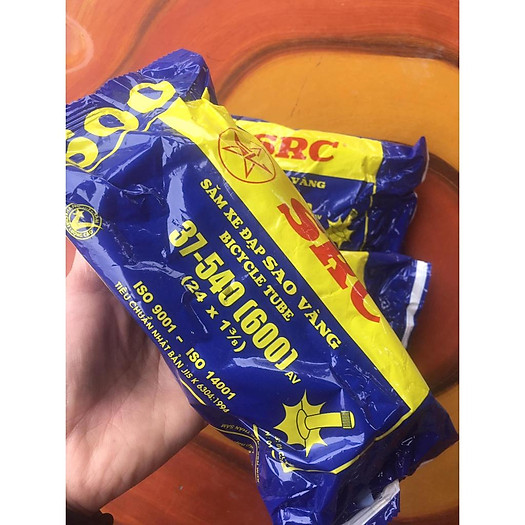 600
SRC
SĂM XE ĐẠP SAO VÀNG
BICYCLE TUBE
37-540 (600) AV
(24 x 1³/₈)
ISO 9001 - ISO 14001
TIÊU CHUẨN NHẬT BẢN JIS K 6304:1994
SRC
VÀNG